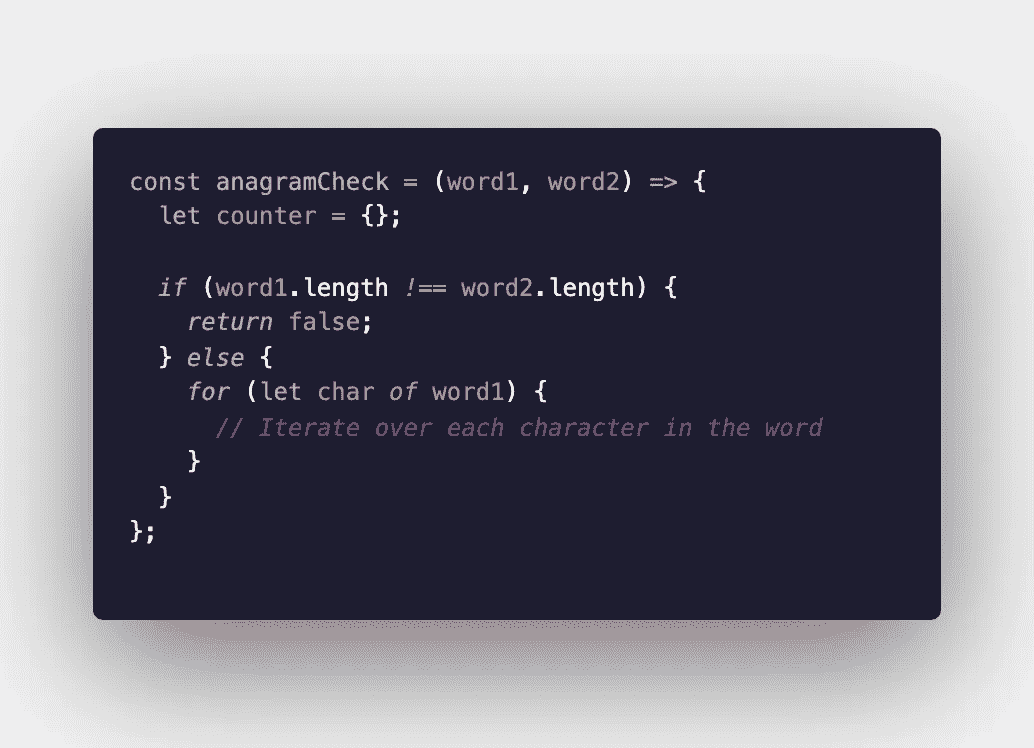 const anagramCheck = (word1, word2) => {
  let counter = {};

  if (word1.length !== word2.length) {
    return false;
  } else {
    for (let char of word1) {
      // Iterate over each character in the word
    }
  }
};